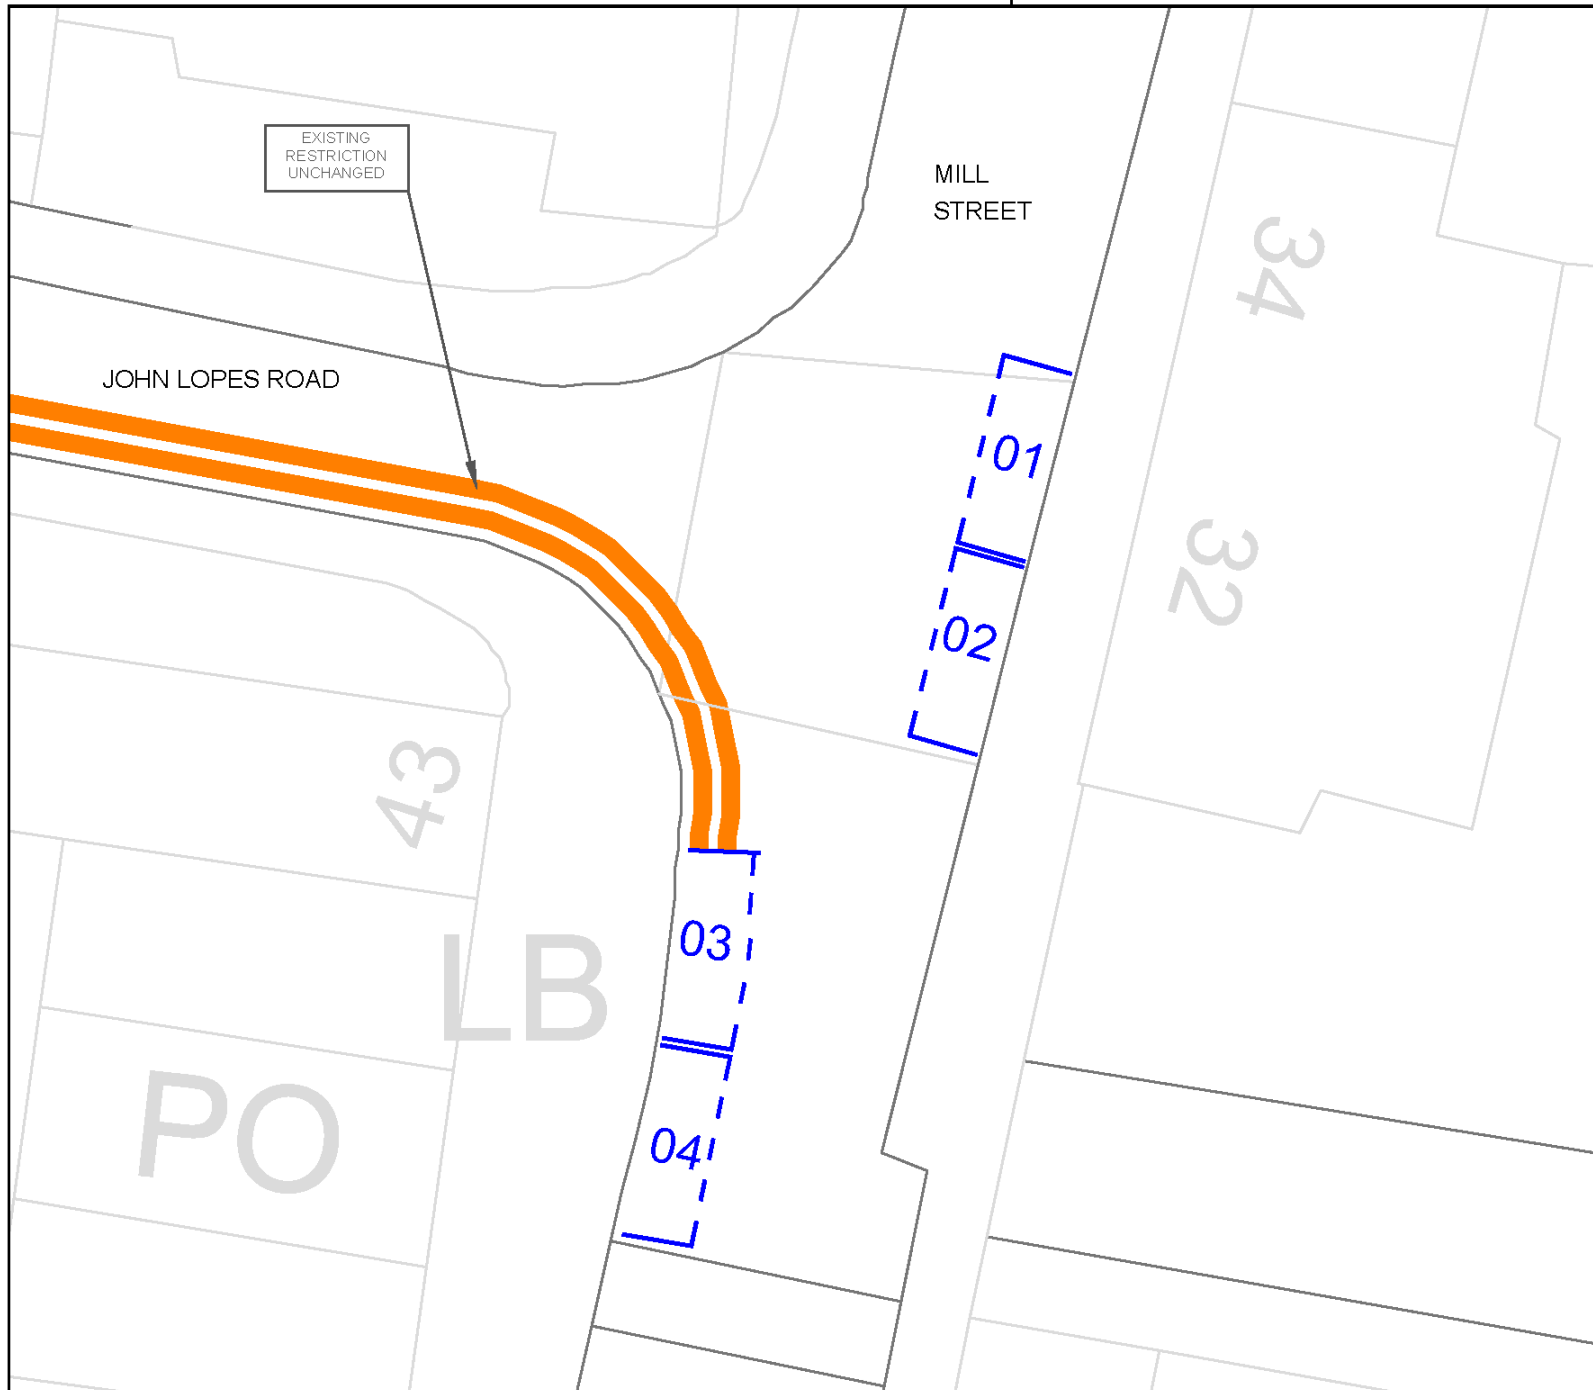 EXISTING
RESTRICTION
UNCHANGED
MILL
STREET
34
JOHN LOPES ROAD
01
32
02
43
03
LB
PO
04